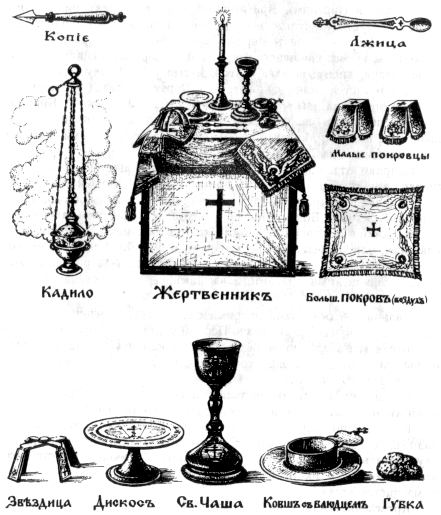 Копіе
Лжица
Малые покровцы
Кадило
Жертвенникъ
Больш. ПОКРОВЪ (воздухъ)
Звѣздица
Дискосъ
Св. Чаша
Ковшъ съ блюдцемъ
Губка